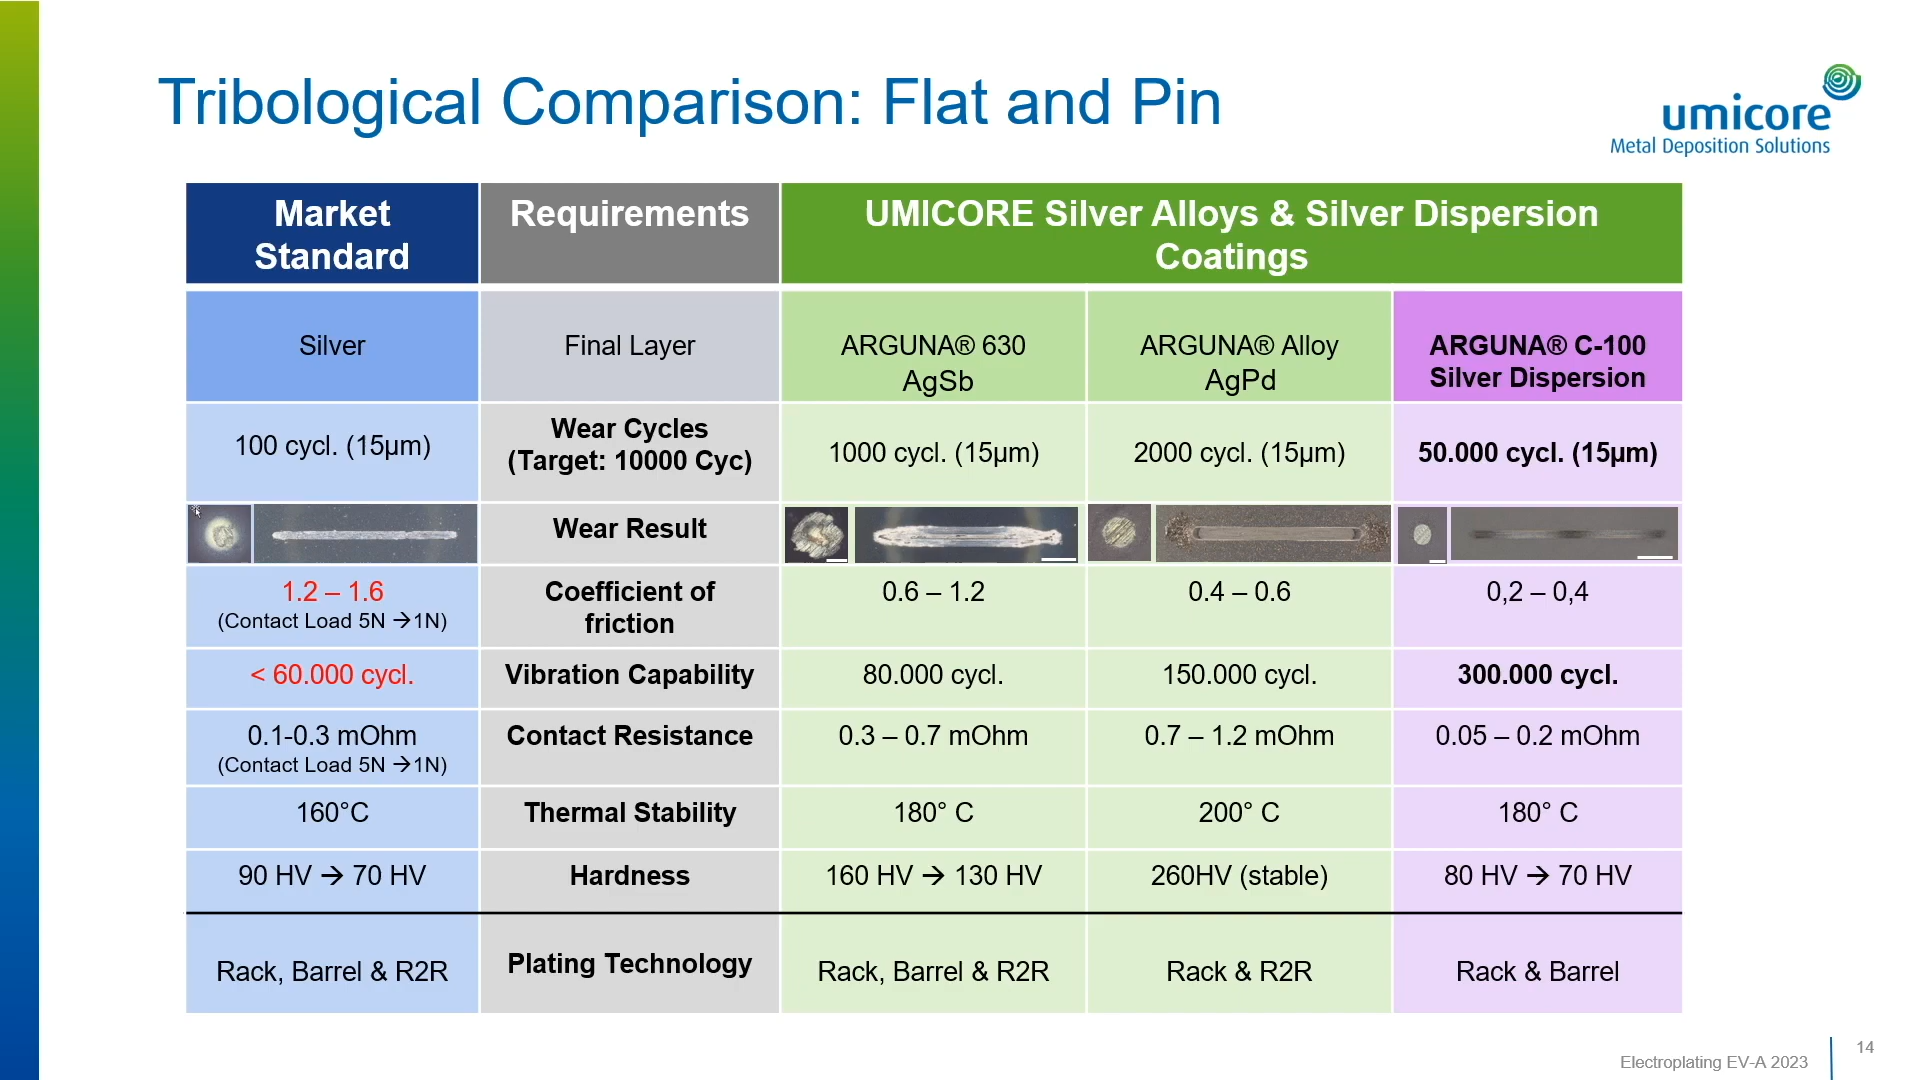 Tribological Comparison: Flat and Pin
umicore
Metal Deposition Solutions
Market
Standard
Requirements
UMICORE Silver Alloys & Silver Dispersion
Coatings
Silver
Final Layer
ARGUNA® 630
AgSb
ARGUNA® Alloy
AgPd
ARGUNA® C-100
Silver Dispersion
100 cycl. (15µm)
Wear Cycles
(Target: 10000 Cyc)
1000 cycl. (15µm)
2000 cycl. (15µm)
50.000 cycl. (15µm)
Wear Result
1.2 – 1.6
(Contact Load 5N →1N)
Coefficient of
friction
0.6 – 1.2
0.4 – 0.6
0,2 – 0,4
< 60.000 cycl.
Vibration Capability
80.000 cycl.
150.000 cycl.
300.000 cycl.
0.1-0.3 mOhm
(Contact Load 5N →1N)
Contact Resistance
0.3 – 0.7 mOhm
0.7 – 1.2 mOhm
0.05 – 0.2 mOhm
160°C
Thermal Stability
180° C
200° C
180° C
90 HV → 70 HV
Hardness
160 HV → 130 HV
260HV (stable)
80 HV → 70 HV
Rack, Barrel & R2R
Plating Technology
Rack, Barrel & R2R
Rack & R2R
Rack & Barrel
Electroplating EV-A 2023
14